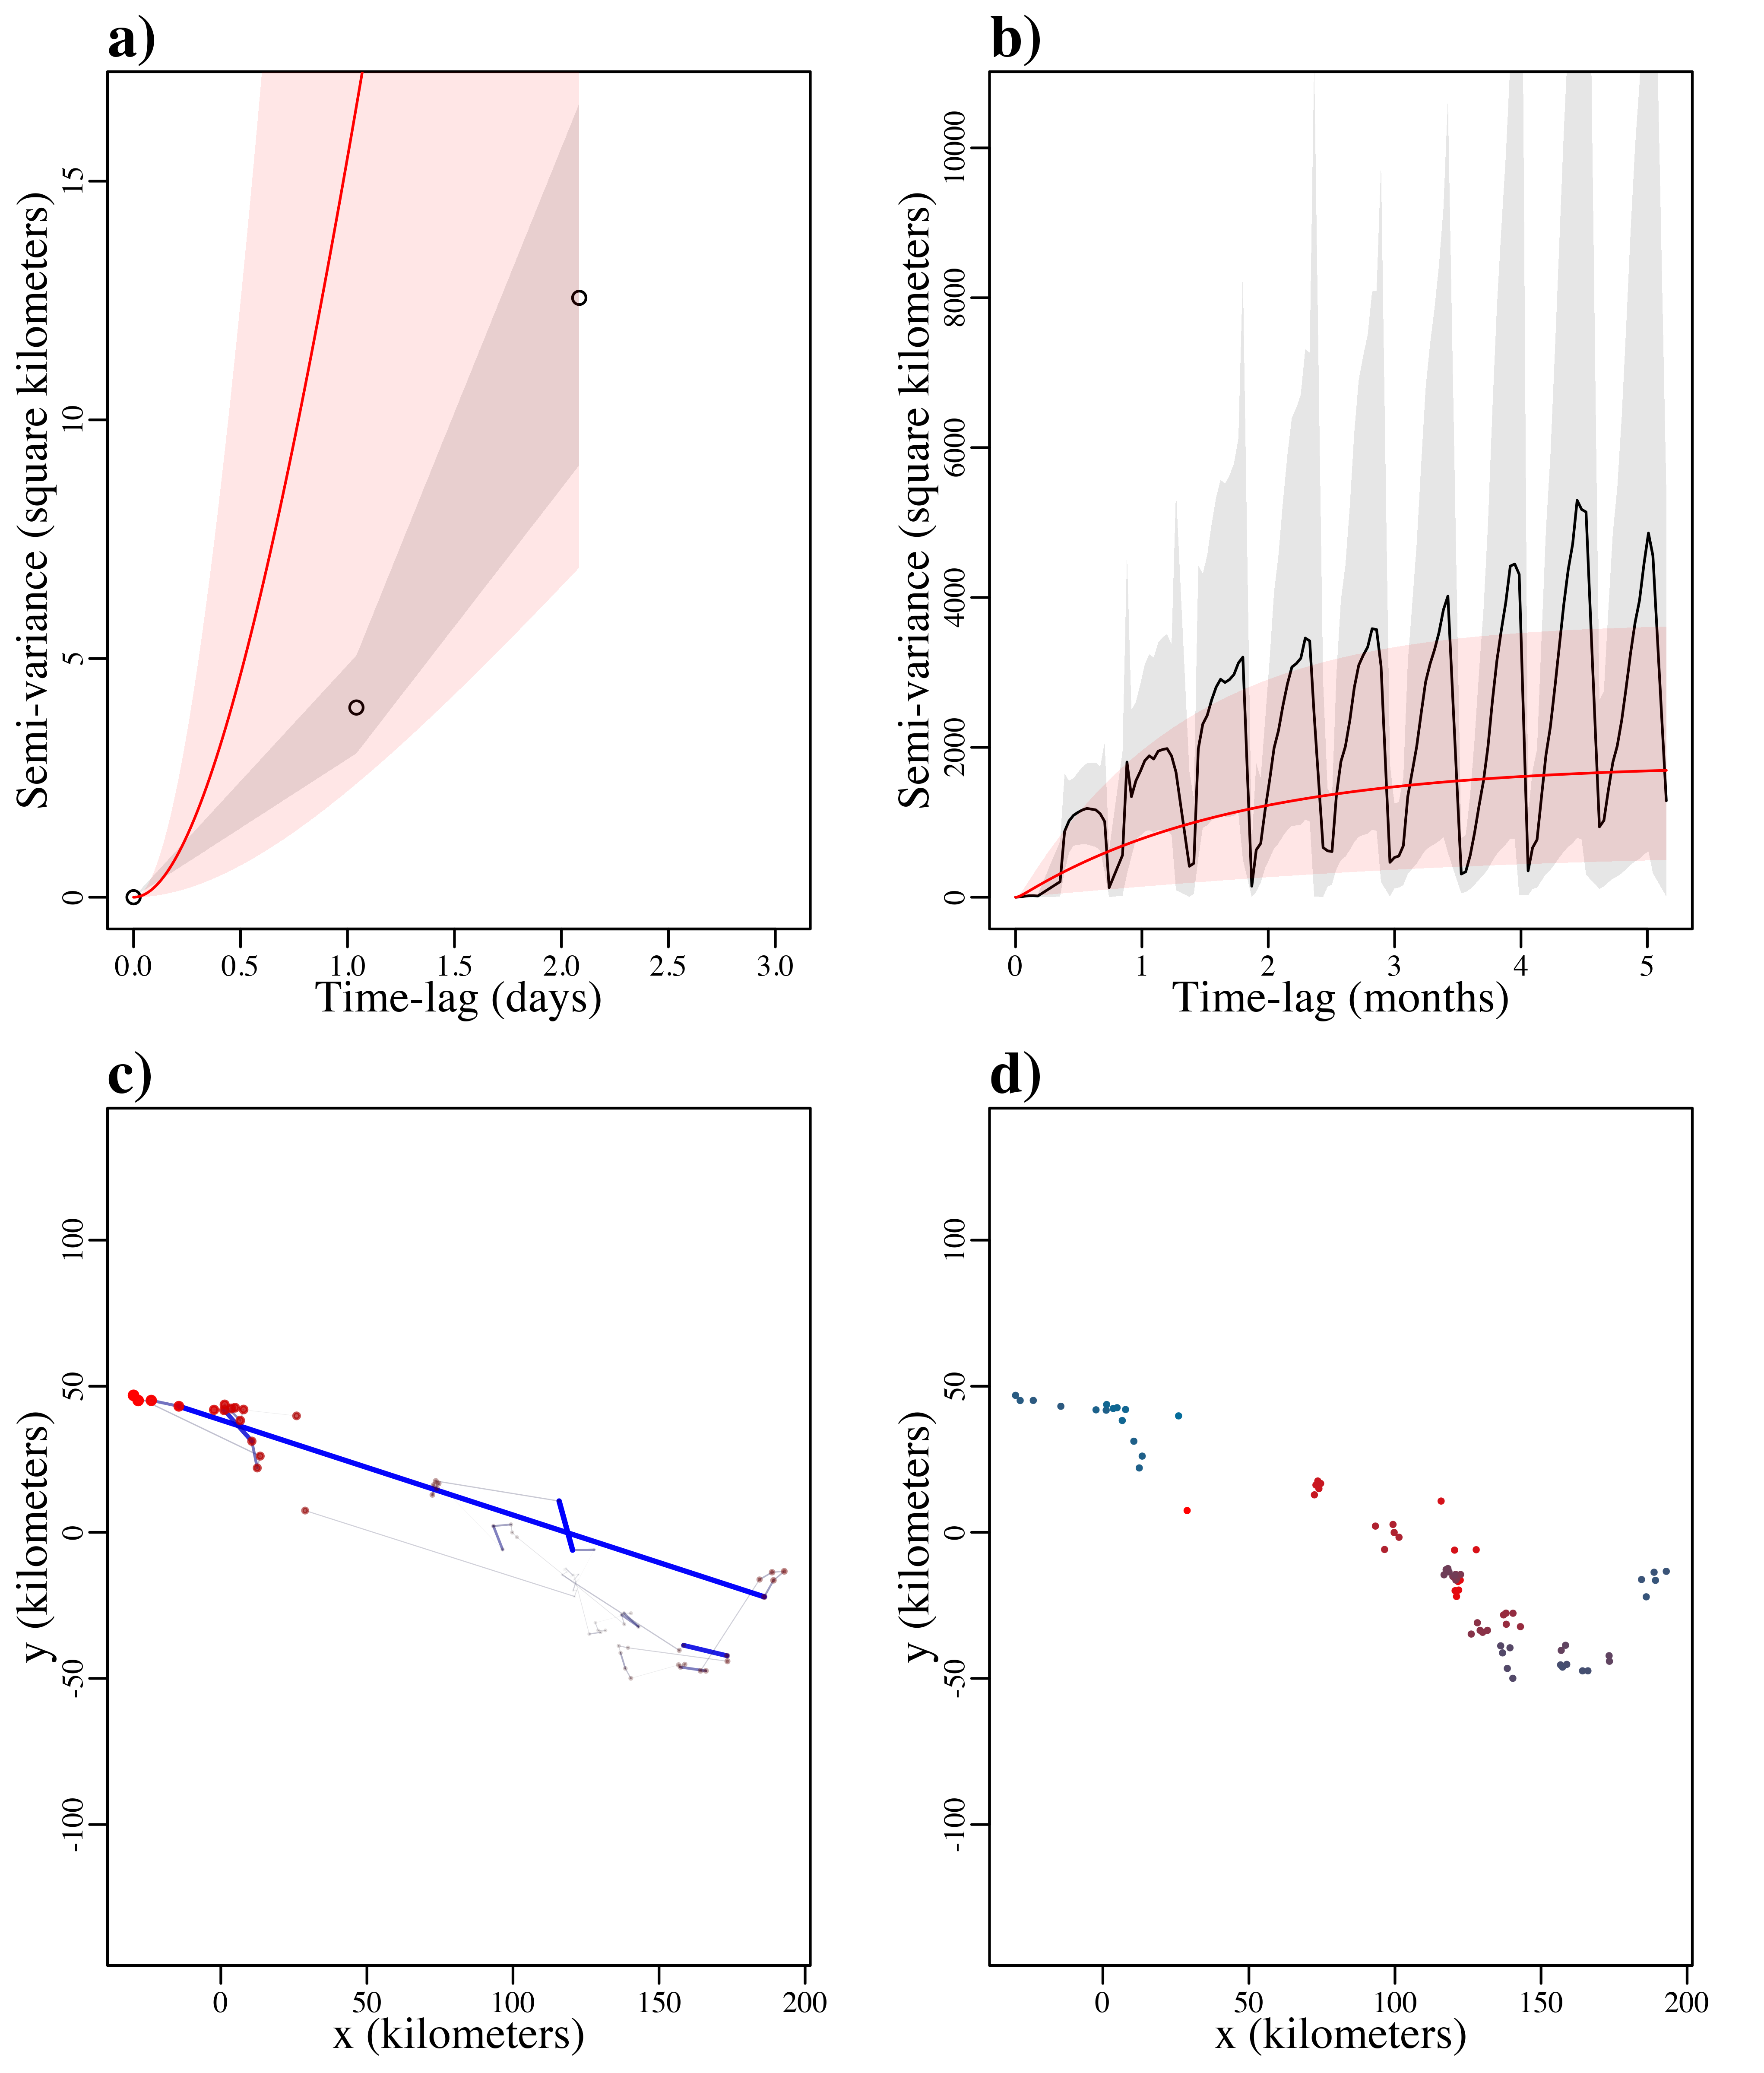 a)
Semi-variance (square kilometers)
15
10
5
0
0.0 0.5 1.0 1.5 2.0 2.5 3.0
Time-lag (days)
b)
Semi-variance (square kilometers)
10000
8000
6000
4000
2000
0
0 1 2 3 4 5
Time-lag (months)
c)
y (kilometers)
100
50
0
-50
-100
0 50 100 150 200
x (kilometers)
d)
y (kilometers)
100
50
0
-50
-100
0 50 100 150 200
x (kilometers)